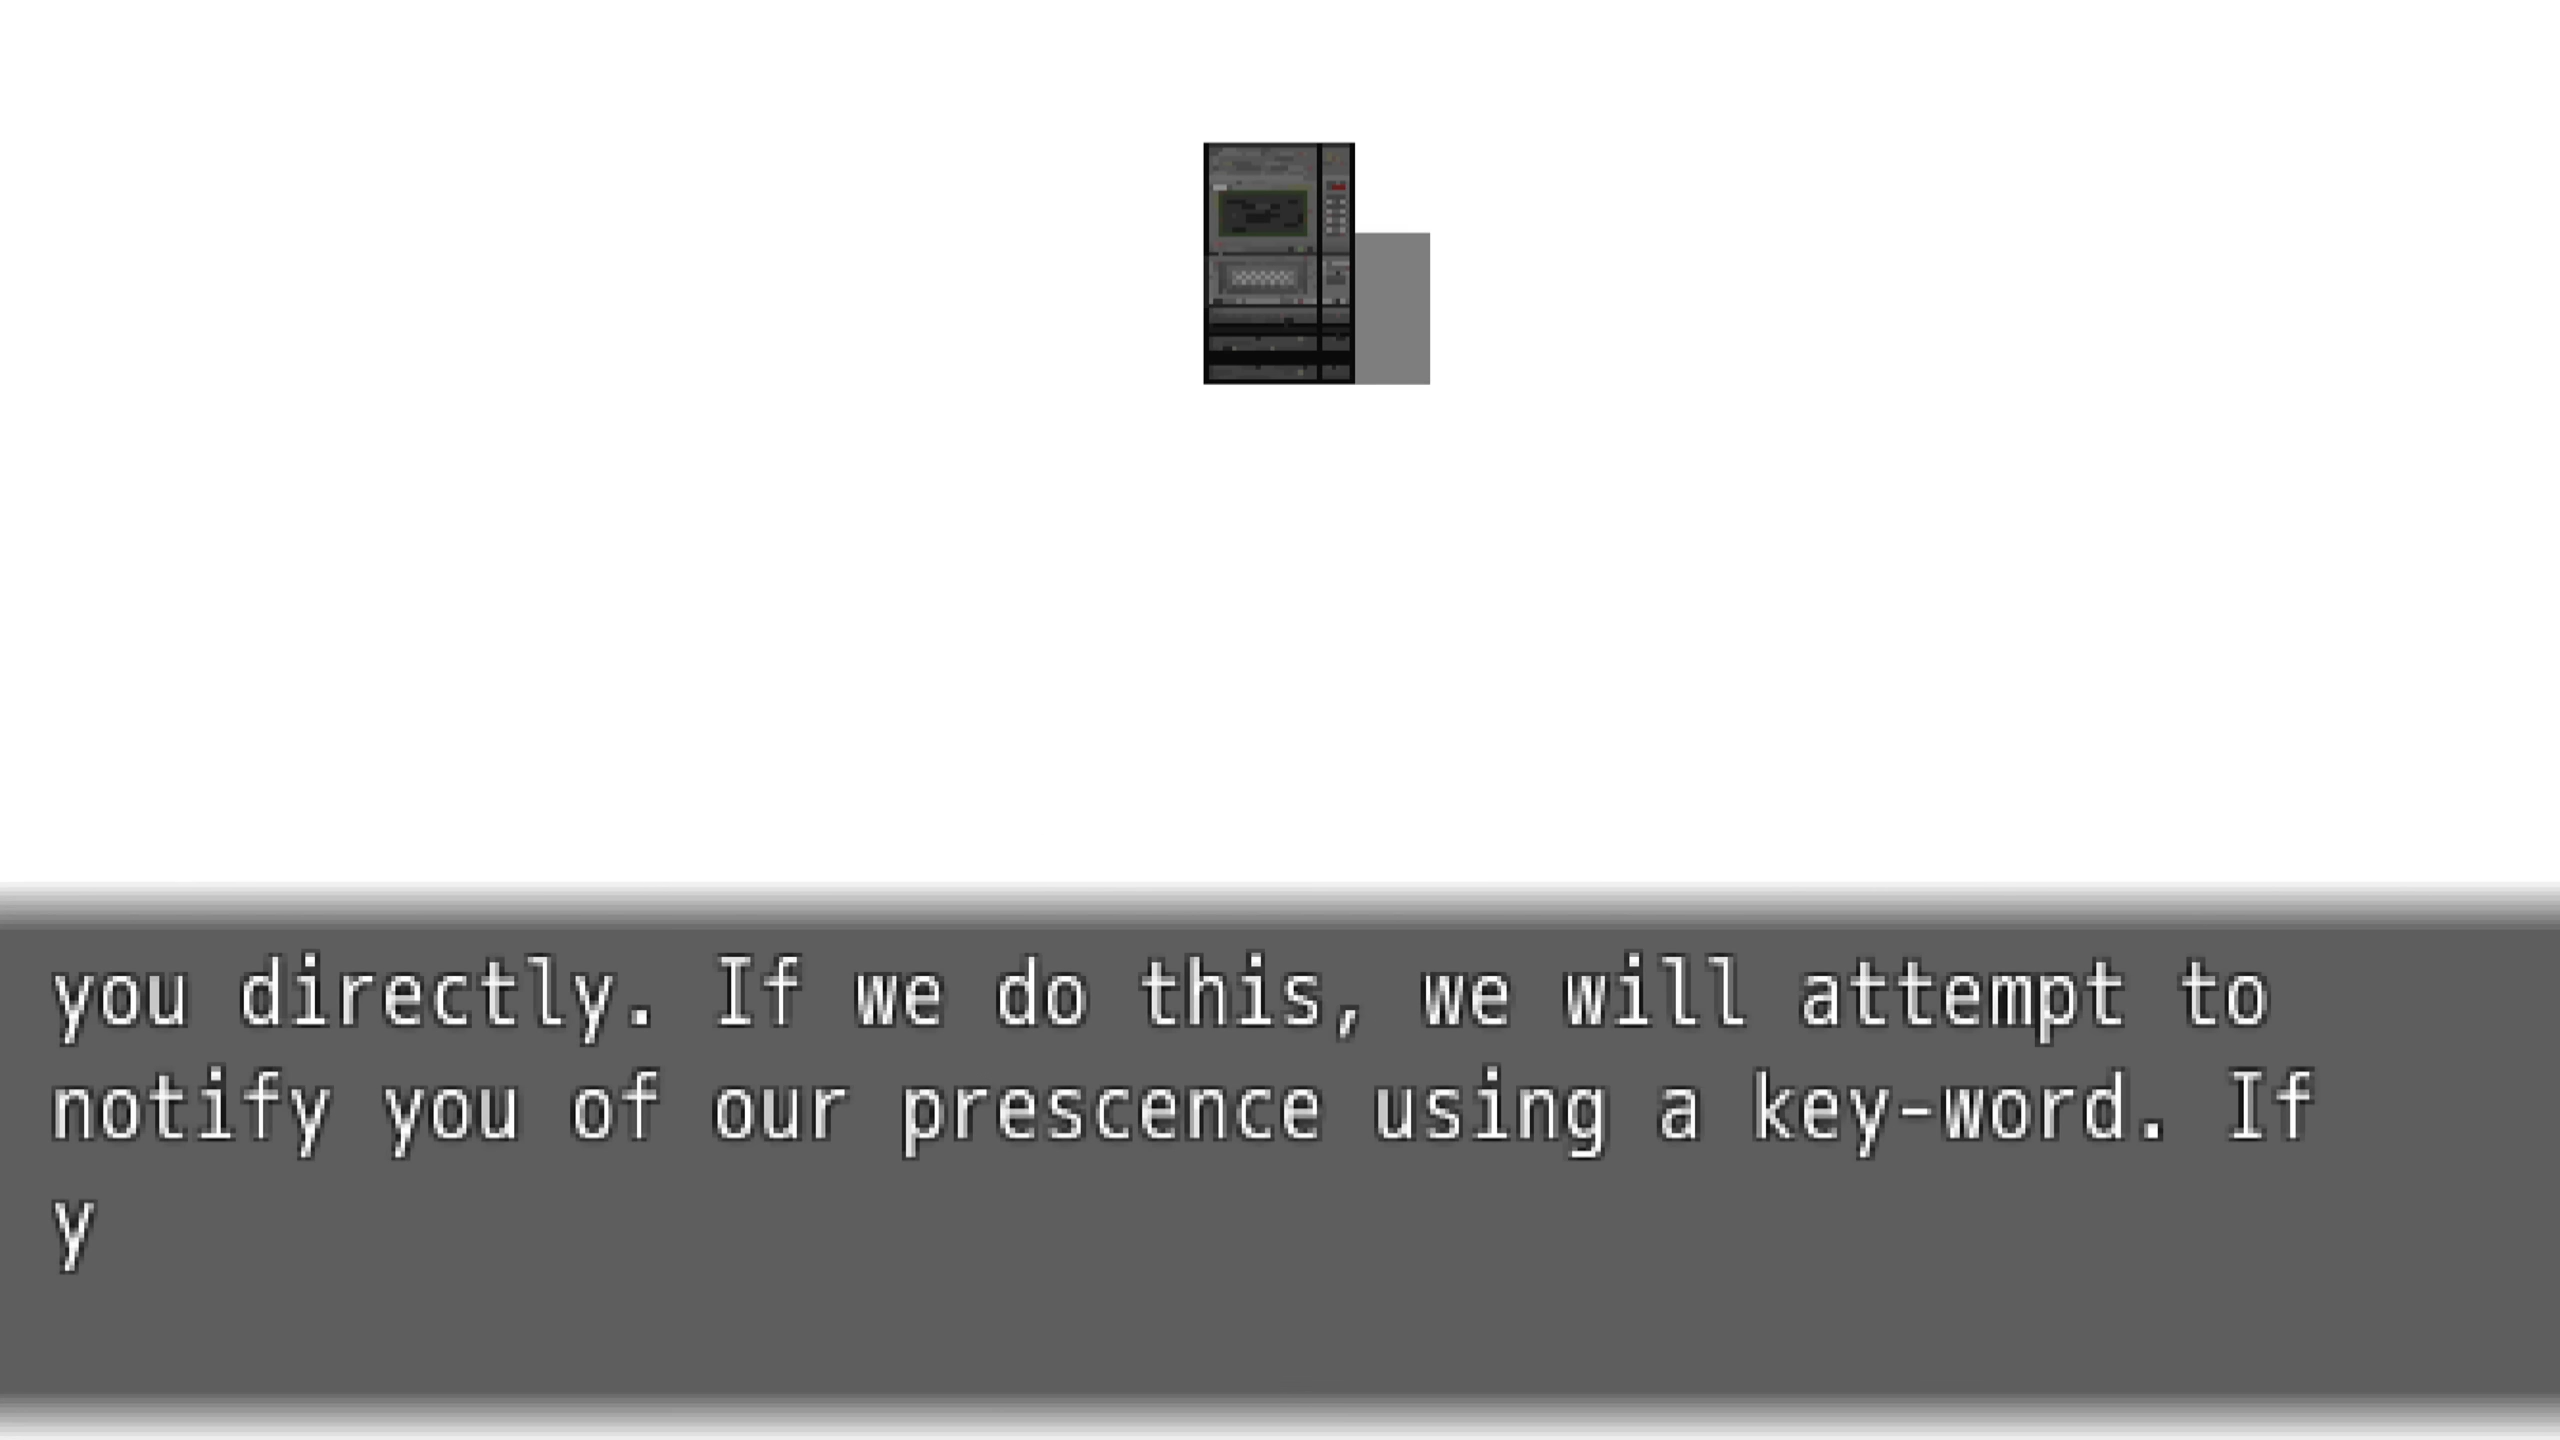 you directly. If we do this, we will attempt to
notify you of our prescence using a key-word. If
y